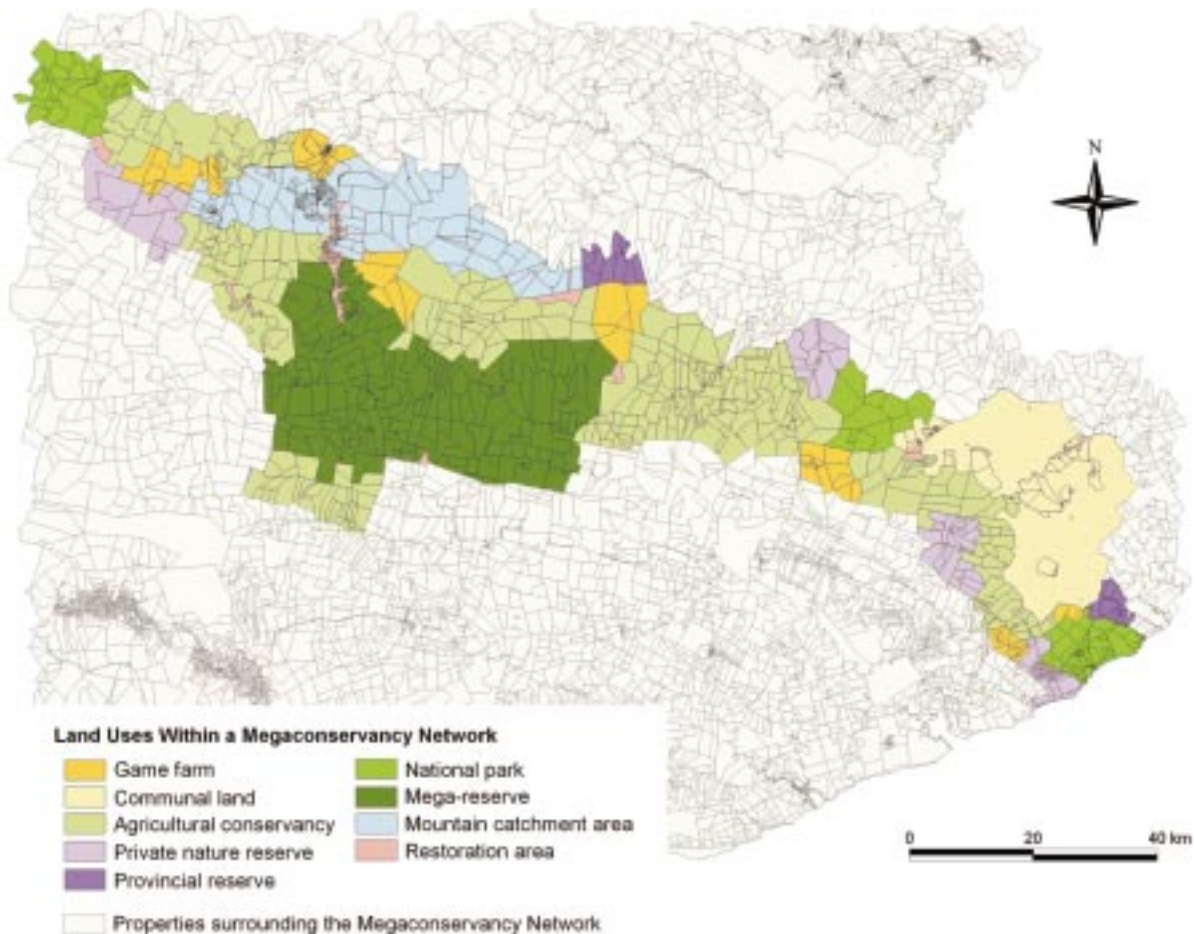 N
0 20 40 km
Land Uses Within a Megaconservancy Network
Game farm
Communal land
Agricultural conservancy
Private nature reserve
Provincial reserve
National park
Mega-reserve
Mountain catchment area
Restoration area
Properties surrounding the Megaconservancy Network